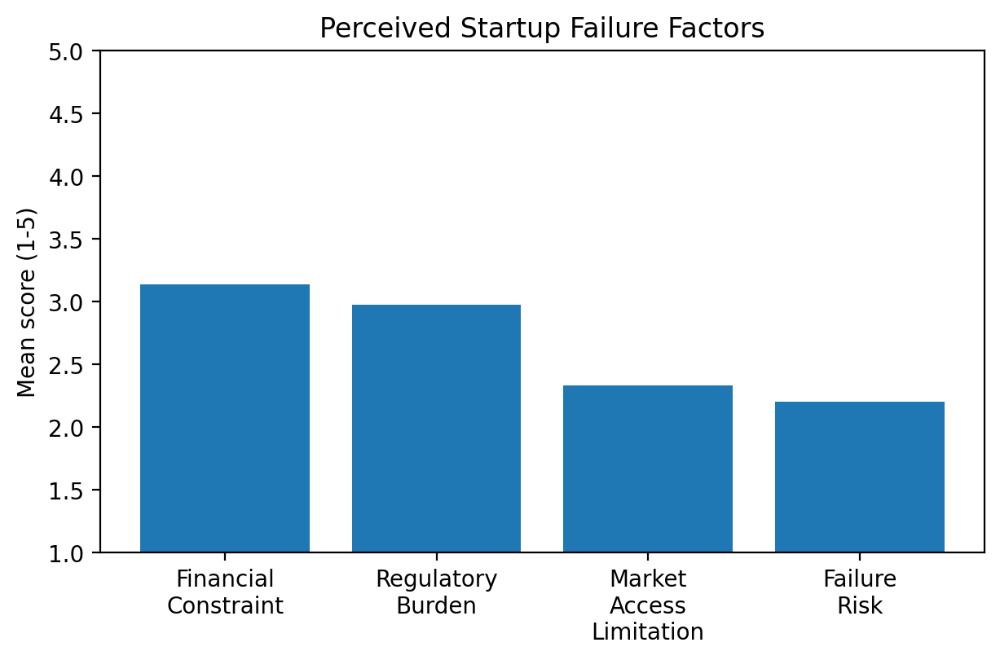 Perceived Startup Failure Factors
Mean score (1-5)
5.0
4.5
4.0
3.5
3.0
2.5
2.0
1.5
1.0
Financial
Constraint
Regulatory
Burden
Market
Access
Limitation
Failure
Risk